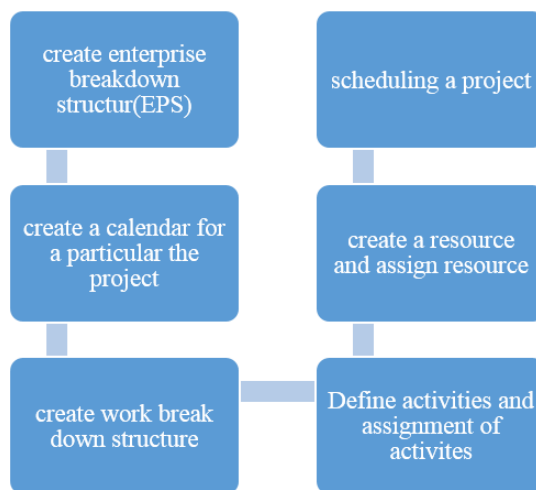 create enterprise
breakdown
structur(EPS)
create a calendar for
a particular the
project
create work break
down structure
Define activities and
assignment of
activites
create a resource
and assign resource
scheduling a project